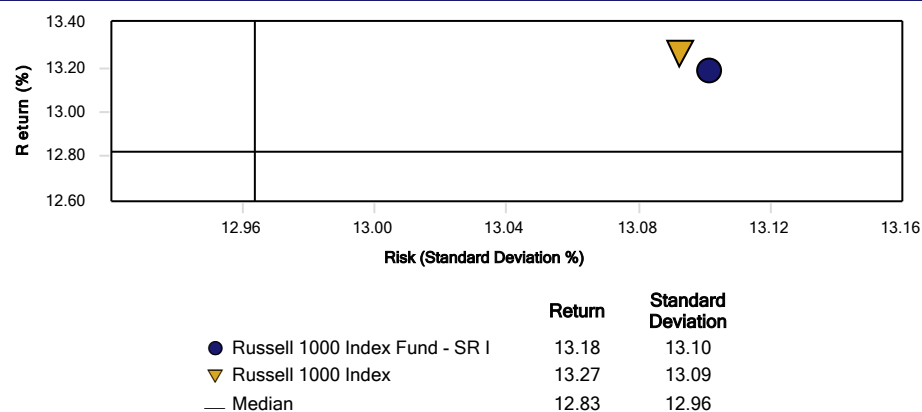 13.40
13.20
13.00
12.80
12.60
Return (%)
12.96 13.00 13.04 13.08 13.12 13.16
Risk (Standard Deviation %)
Return Standard Deviation
Russell 1000 Index Fund - SR I 13.18 13.10
Russell 1000 Index 13.27 13.09
Median 12.83 12.96